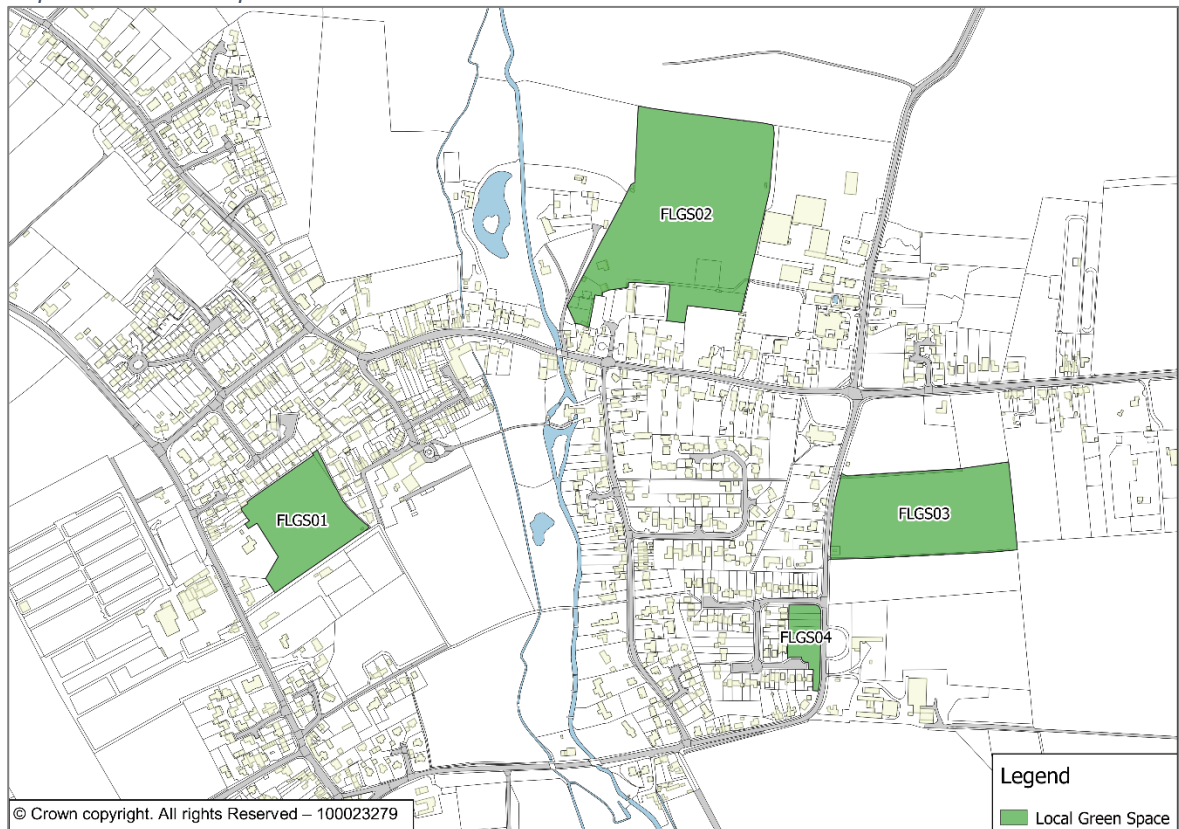 FLGS02
FLGS01
FLGS03
FLGS04
Legend
Local Green Space
© Crown copyright. All rights Reserved – 100023279